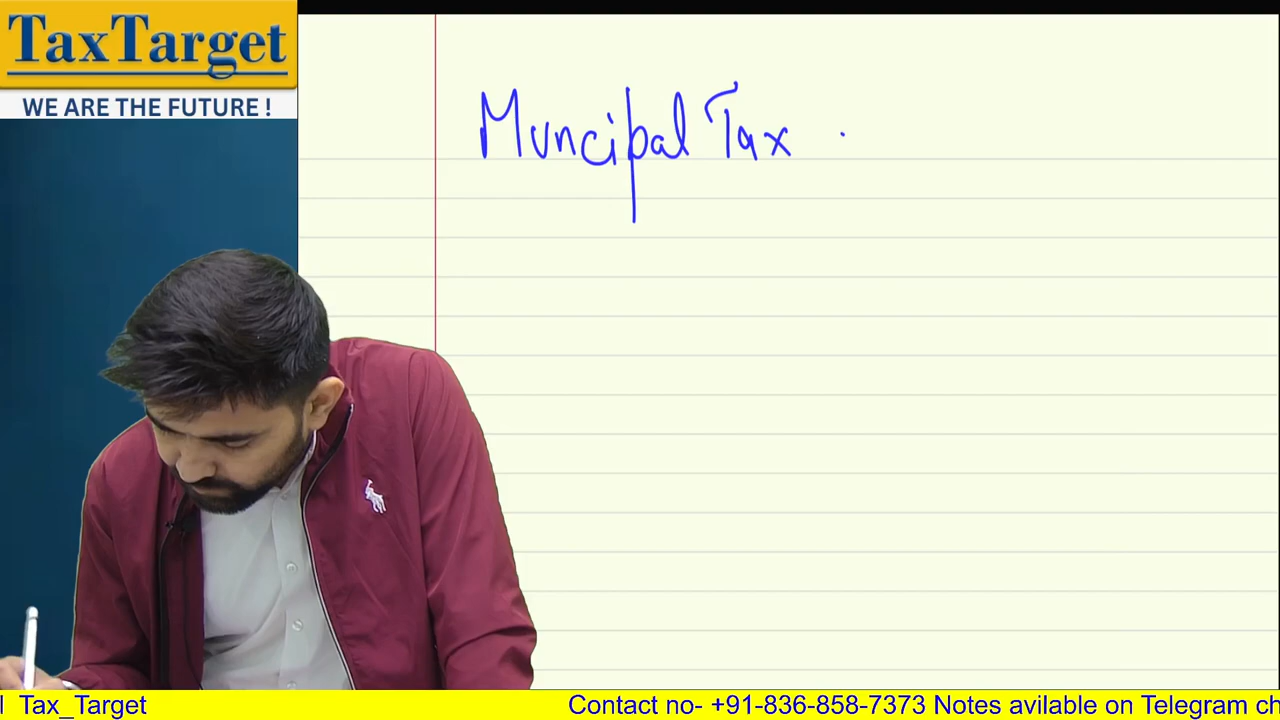 TaxTarget
WE ARE THE FUTURE !
Muncipal Tax
l Tax_Target
Contact no- +91-836-858-7373 Notes avilable on Telegram ch